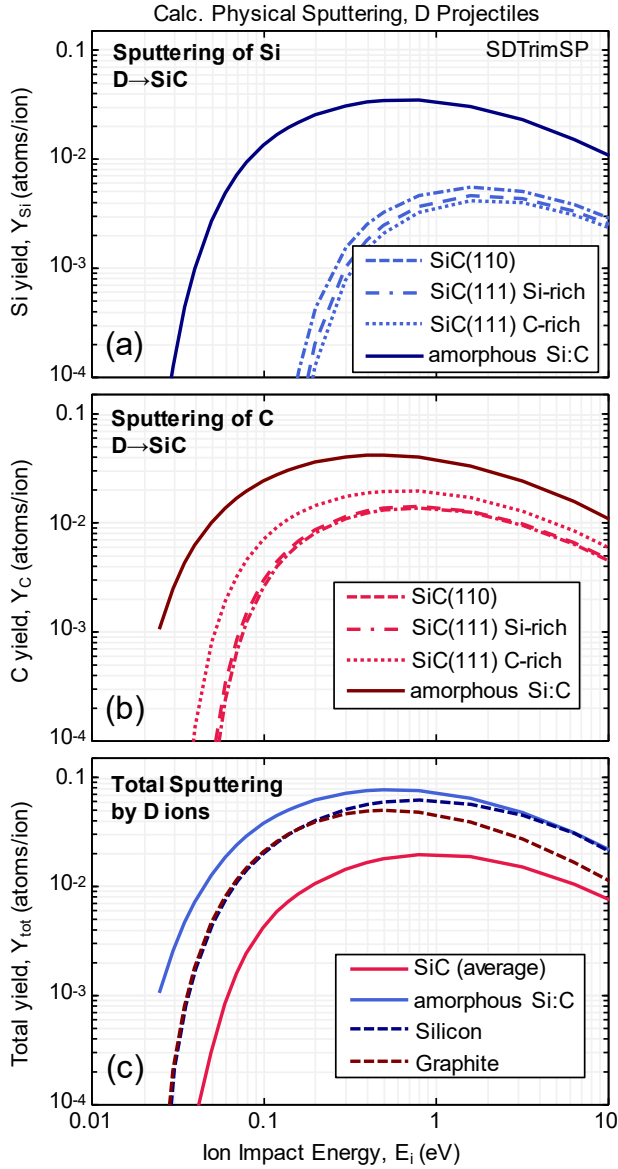 Calc. Physical Sputtering, D Projectiles
0.1
10-2
10-3
10-4
Si yield, YSi (atoms/ion)
Sputtering of Si
D→SiC
SDTrimSP
SiC(110)
SiC(111) Si-rich
SiC(111) C-rich
amorphous Si:C
(a)
0.1
10-2
10-3
10-4
C yield, YC (atoms/ion)
Sputtering of C
D→SiC
SiC(110)
SiC(111) Si-rich
SiC(111) C-rich
amorphous Si:C
(b)
0.1
10-2
10-3
10-4
Total yield, Ytot (atoms/ion)
Total Sputtering
by D ions
SiC (average)
amorphous Si:C
Silicon
Graphite
(c)
0.01 0.1 1 10
Ion Impact Energy, Ei (eV)